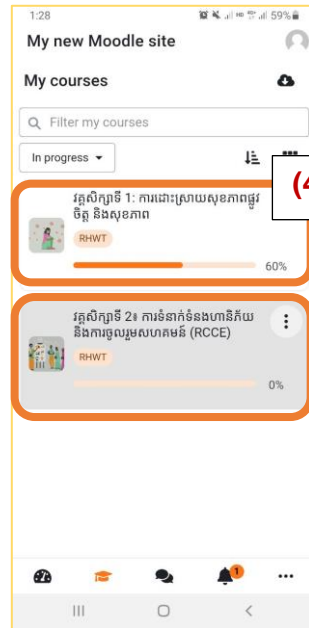 1:28 59%
My new Moodle site
My courses
Filter my courses
In progress
(4
វគ្គសិក្សាទី 1: ការដោះស្រាយសុខភាពផ្លូវ
ចិត្ត និងសុខភាព
RHWT
60%
វគ្គសិក្សាទី 2៖ ការទំនាក់ទំនងហានិភ័យ
និងការចូលរួមសហគមន៍ (RCCE)
RHWT
0%
1